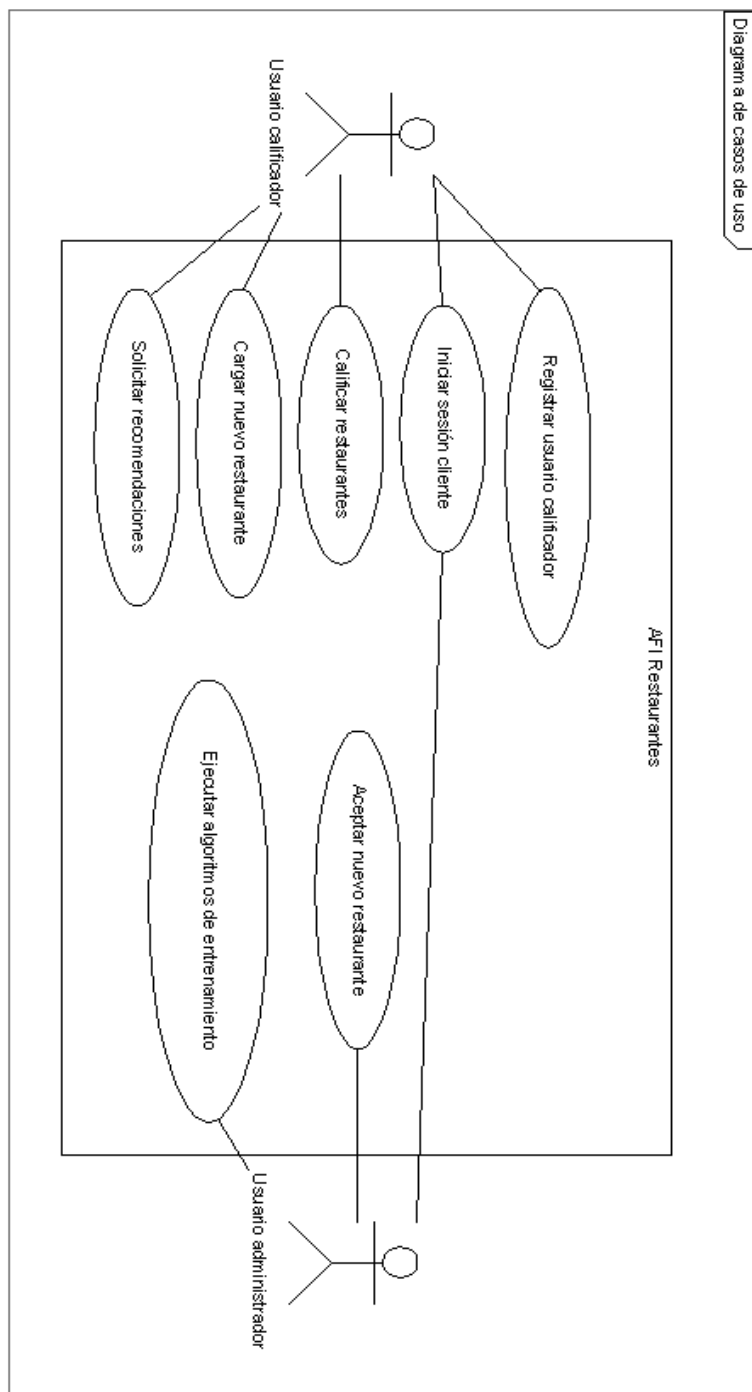 Diagrama de casos de uso
AFI Restaurantes
Registrar usuario calificador
Iniciar sesión cliente
Calificar restaurantes
Cargar nuevo restaurante
Solicitar recomendaciones
Usuario calificador
Aceptar nuevo restaurante
Ejecutar algoritmos de entrenamiento
Usuario administrador